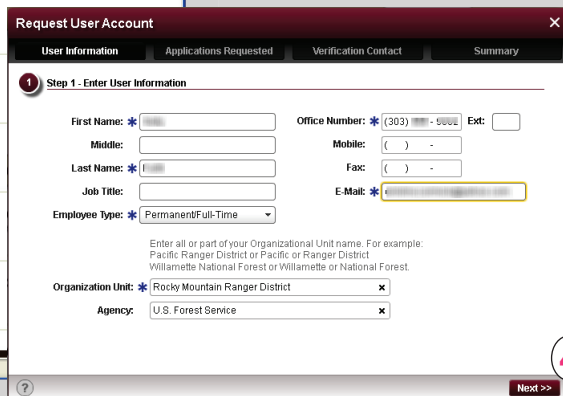 Request User Account
User Information Applications Requested Verification Contact Summary
1 Step 1 - Enter User Information
First Name: * Office Number: * (303) - Ext:
Middle: Mobile: ( ) -
Last Name: * Fax: ( ) -
Job Title: E-Mail: *
Employee Type: * Permanent/Full-Time
Enter all or part of your Organizational Unit name. For example:
Pacific Ranger District or Pacific or Ranger District
Willamette National Forest or Willamette or National Forest.
Organization Unit: * Rocky Mountain Ranger District x
Agency: U.S. Forest Service x
? Next >>